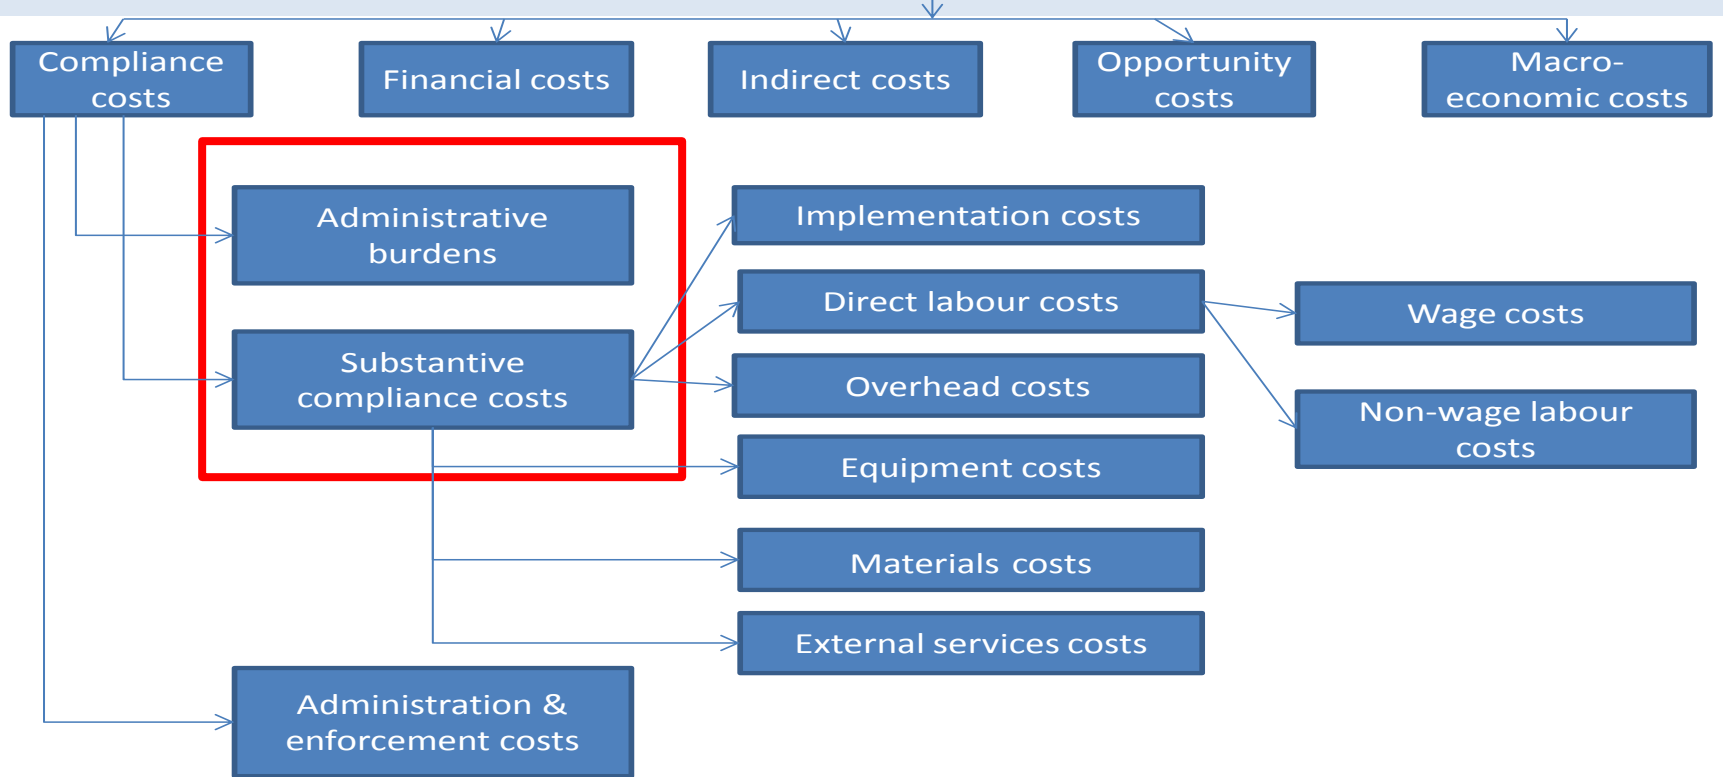 Compliance
costs
Financial costs
Indirect costs
Opportunity
costs
Macro-
economic costs
Administrative
burdens
Implementation costs
Direct labour costs
Wage costs
Substantive
compliance costs
Overhead costs
Non-wage labour
costs
Equipment costs
Materials costs
External services costs
Administration &
enforcement costs